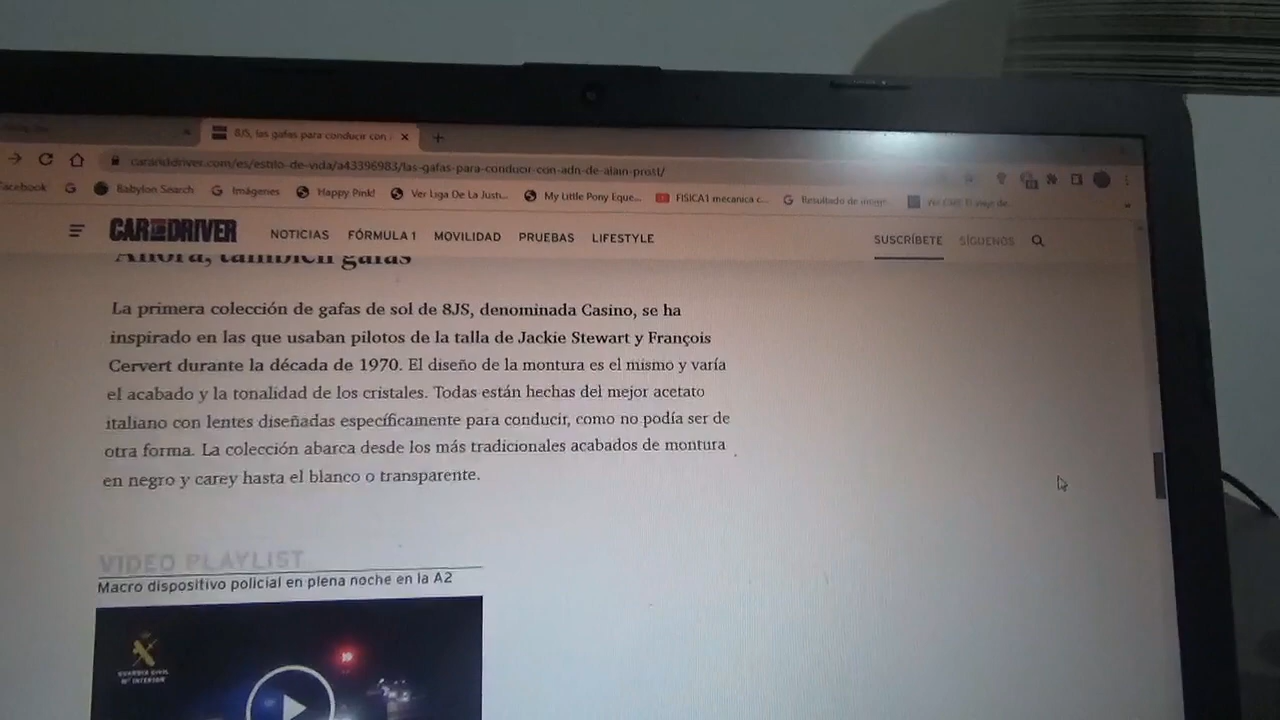 8JS, las gafas para conducir con
caranddriver.com/es/estilo-de-vida/a43396983/las-gafas-para-conducir-con-adn-de-alain-prost/
Facebook
Babylon Search
Imágenes
Happy Pink!
Ver Liga De La Justi...
My Little Pony Eque...
FISICA1 mecanica c...
Resultado de imáge...
CAR AND DRIVER
NOTICIAS FÓRMULA 1 MOVILIDAD PRUEBAS LIFESTYLE
SUSCRÍBETE SÍGUENOS
Ahora, también gafas
La primera colección de gafas de sol de 8JS, denominada Casino, se ha
inspirado en las que usaban pilotos de la talla de Jackie Stewart y François
Cervert durante la década de 1970. El diseño de la montura es el mismo y varía
el acabado y la tonalidad de los cristales. Todas están hechas del mejor acetato
italiano con lentes diseñadas específicamente para conducir, como no podía ser de
otra forma. La colección abarca desde los más tradicionales acabados de montura
en negro y carey hasta el blanco o transparente.
VIDEO PLAYLIST
Macro dispositivo policial en plena noche en la A2
GUARDIA CIVIL